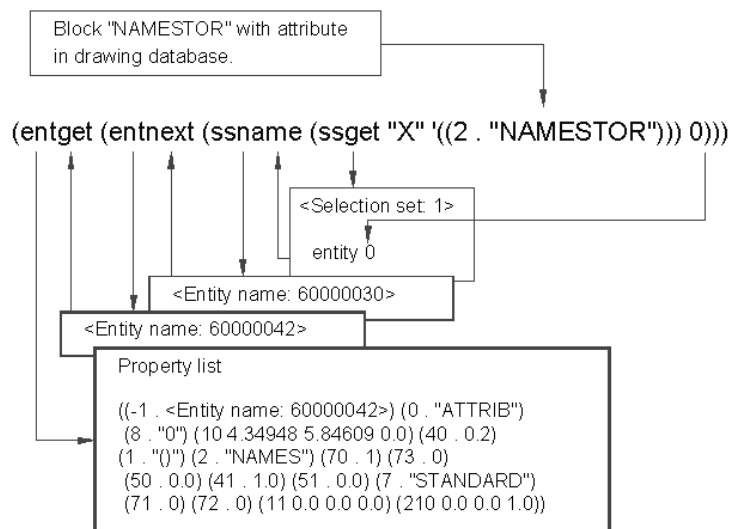 Block "NAMESTOR" with attribute
in drawing database.
(entget (entnext (ssname (ssget "X" '((2 . "NAMESTOR"))) 0)))
<Selection set: 1>
entity 0
<Entity name: 60000030>
<Entity name: 60000042>
Property list
((-1 . <Entity name: 60000042>) (0 . "ATTRIB")
(8 . "0") (10 4.34948 5.84609 0.0) (40 . 0.2)
(1 . "()") (2 . "NAMES") (70 . 1) (73 . 0)
(50 . 0.0) (41 . 1.0) (51 . 0.0) (7 . "STANDARD")
(71 . 0) (72 . 0) (11 0.0 0.0 0.0) (210 0.0 0.0 1.0))